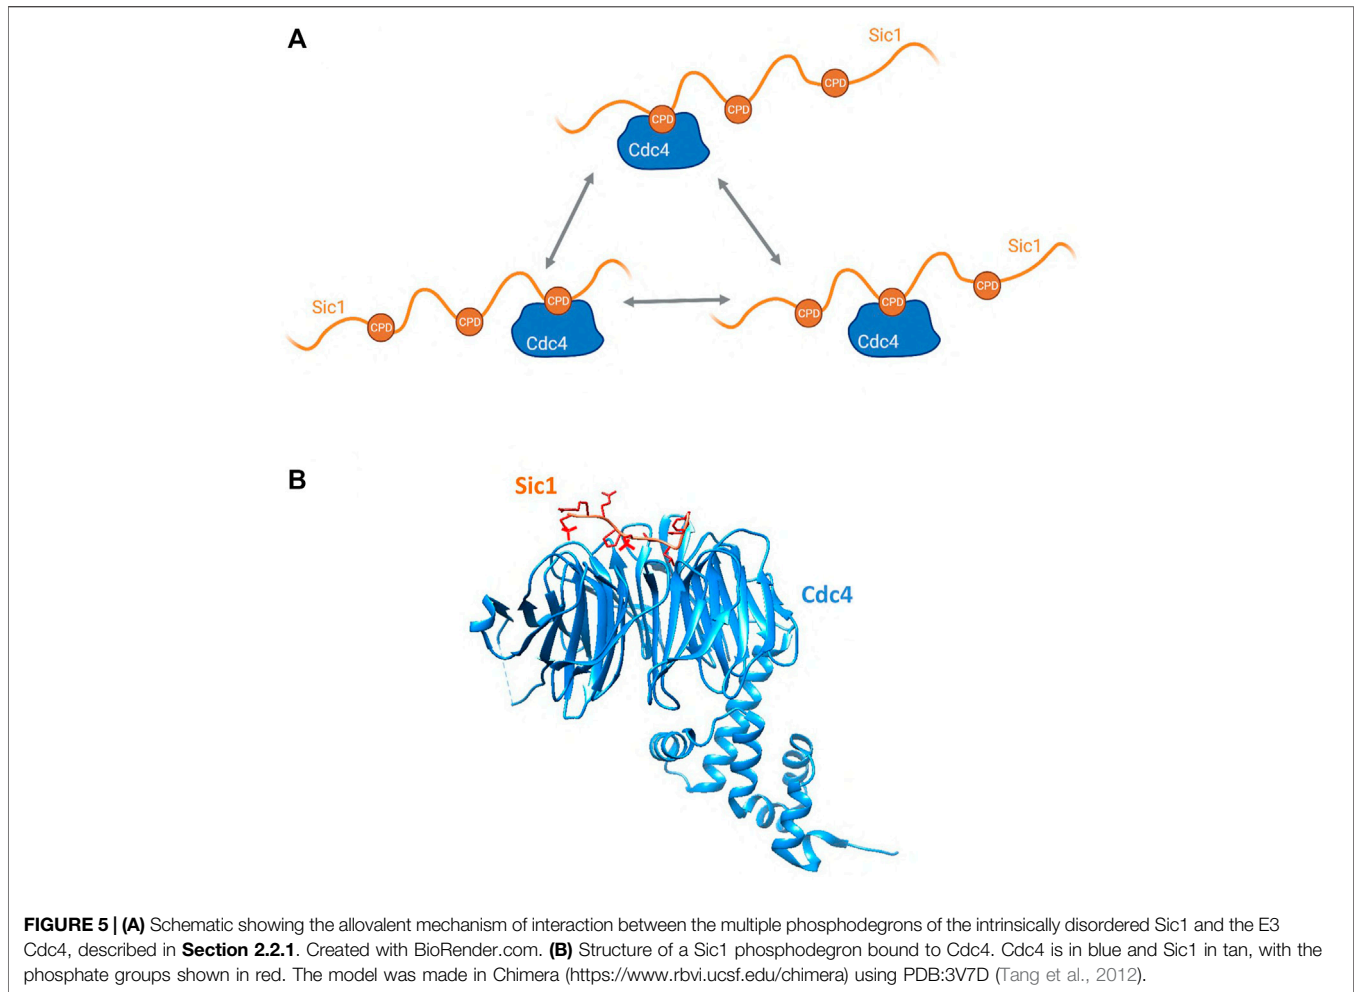 A
Sic1
CPD
CPD
CPD
Cdc4
Sic1
Sic1
CPD
CPD
CPD
Cdc4
CPD
CPD
CPD
Cdc4
B
Sic1
Cdc4
FIGURE 5 | (A) Schematic showing the allovalent mechanism of interaction between the multiple phosphodegrons of the intrinsically disordered Sic1 and the E3
Cdc4, described in Section 2.2.1. Created with BioRender.com. (B) Structure of a Sic1 phosphodegron bound to Cdc4. Cdc4 is in blue and Sic1 in tan, with the
phosphate groups shown in red. The model was made in Chimera (https://www.rbvi.ucsf.edu/chimera) using PDB:3V7D (Tang et al., 2012).